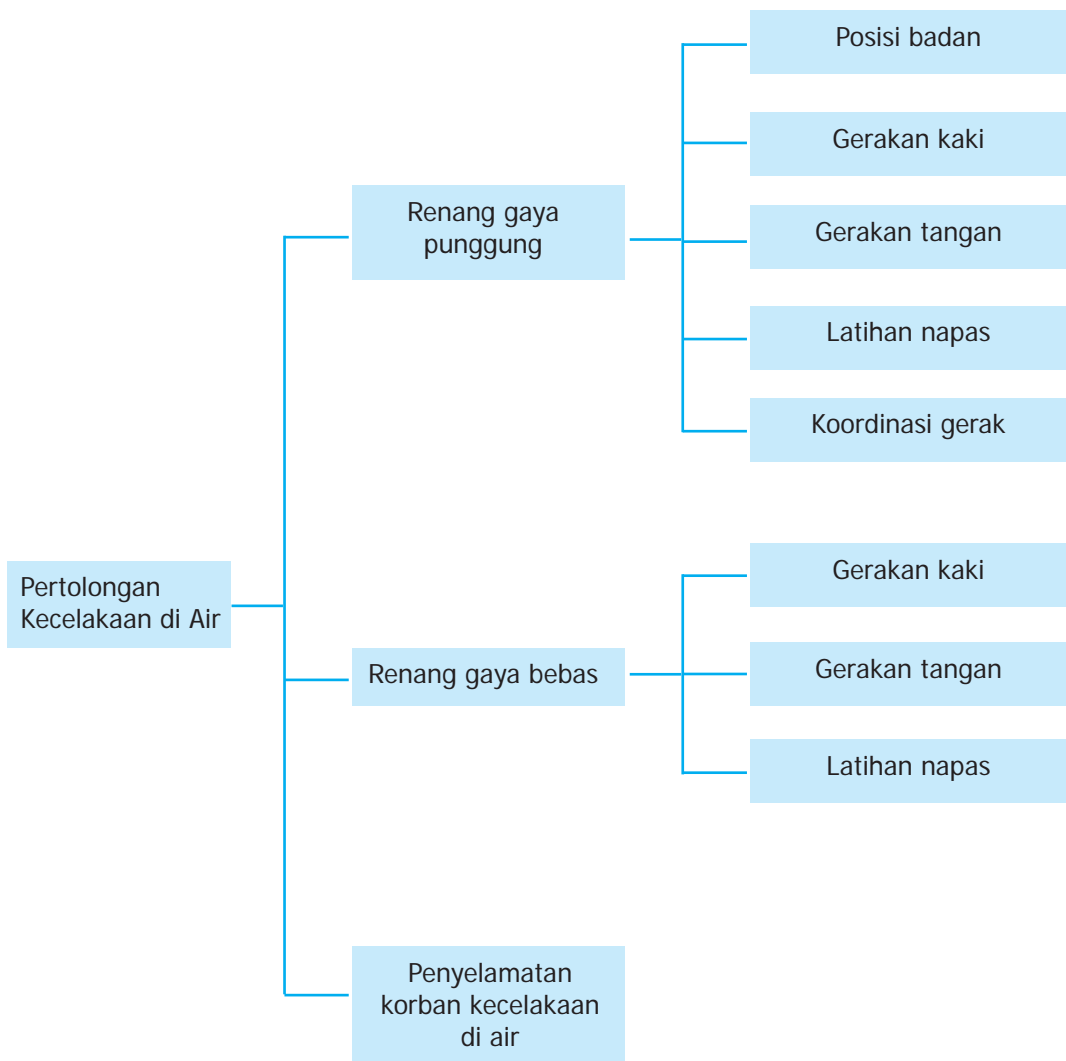 Pertolongan
Kecelakaan di Air
Renang gaya
punggung
Posisi badan
Gerakan kaki
Gerakan tangan
Latihan napas
Koordinasi gerak
Renang gaya bebas
Gerakan kaki
Gerakan tangan
Latihan napas
Penyelamatan
korban kecelakaan
di air